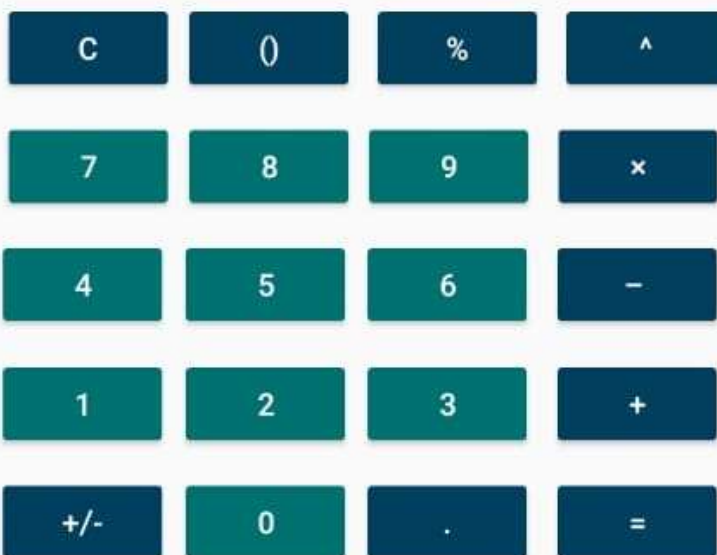 C () % ^
7 8 9 ×
4 5 6 −
1 2 3 +
+/- 0 . =